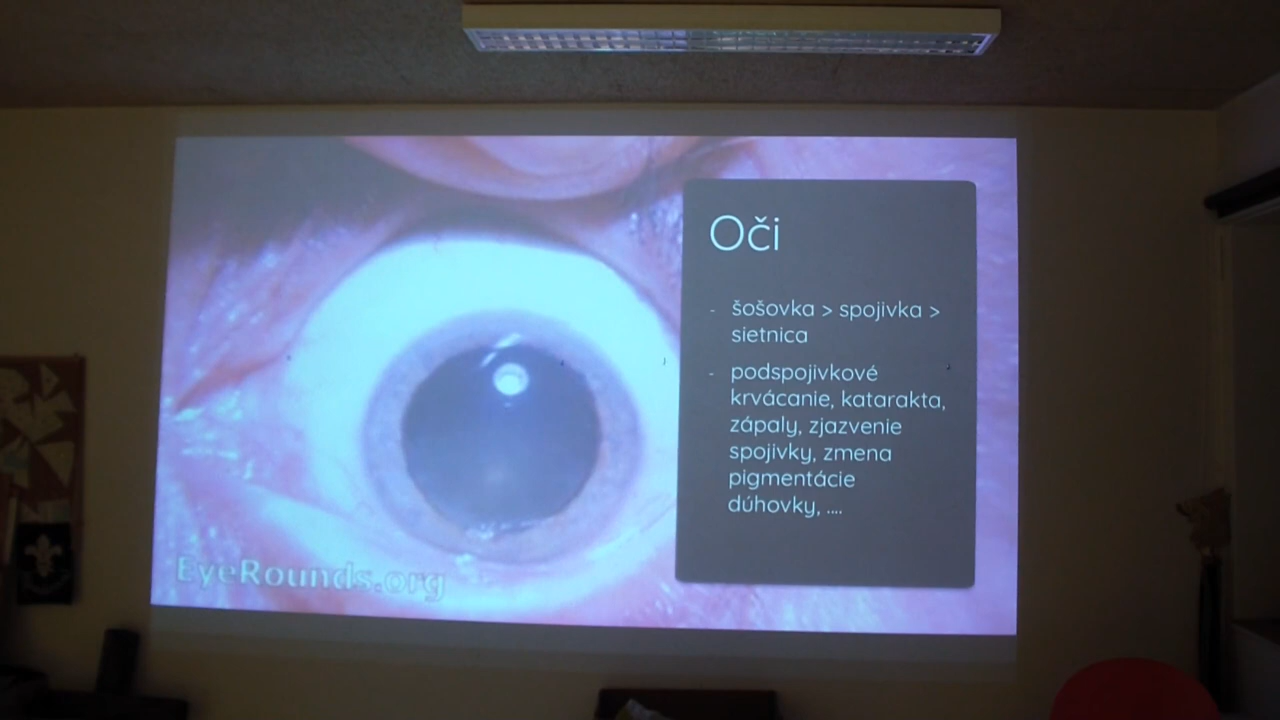 Oči
- šošovka > spojivka >
sietnica
- podspojivkové
krvácanie, katarakta,
zápaly, zjazvenie
spojivky, zmena
pigmentácie
dúhovky, ....
EyeRounds.org